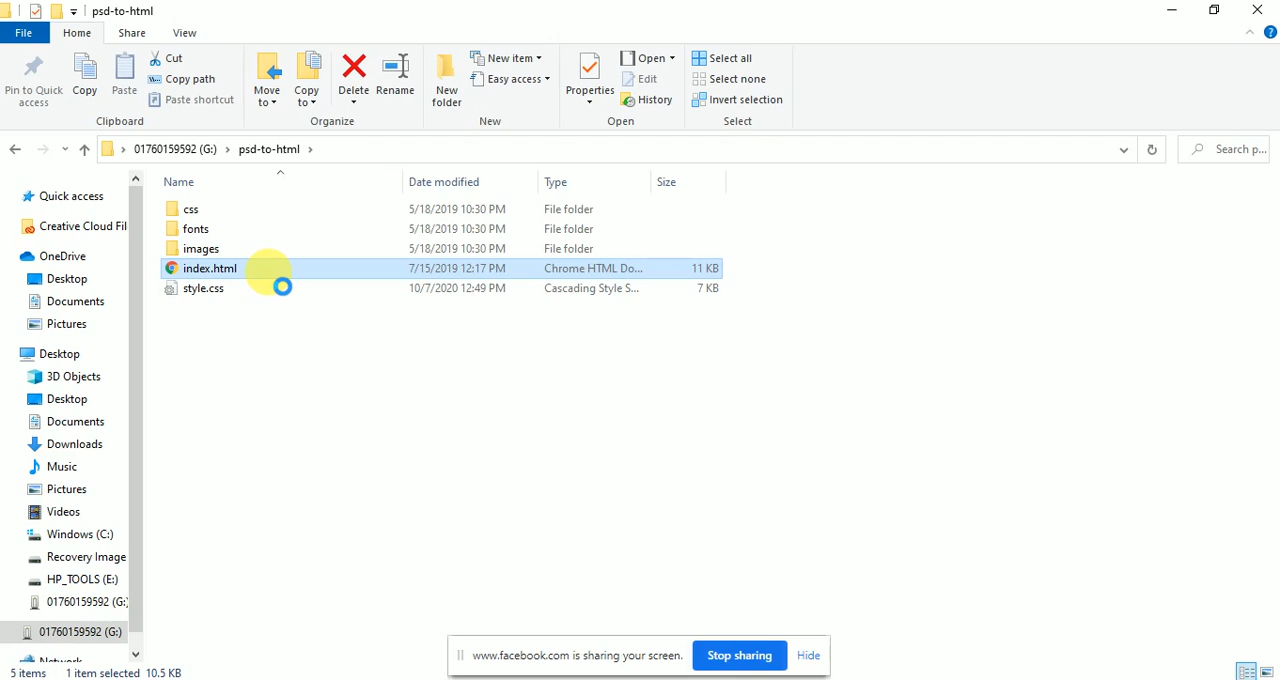 psd-to-html
File Home Share View
Pin to Quick access
Copy
Paste
Cut
Copy path
Paste shortcut
Move to
Copy to
Delete
Rename
New folder
New item
Easy access
Properties
Open
Edit
History
Select all
Select none
Invert selection
Clipboard Organize New Open Select
01760159592 (G:) › psd-to-html ›
Search p...
Name Date modified Type Size
css 5/18/2019 10:30 PM File folder
fonts 5/18/2019 10:30 PM File folder
images 5/18/2019 10:30 PM File folder
index.html 7/15/2019 12:17 PM Chrome HTML Do... 11 KB
style.css 10/7/2020 12:49 PM Cascading Style S... 7 KB
Quick access
Creative Cloud Fil
OneDrive
Desktop
Documents
Pictures
Desktop
3D Objects
Desktop
Documents
Downloads
Music
Pictures
Videos
Windows (C:)
Recovery Image
HP_TOOLS (E:)
01760159592 (G:)
01760159592 (G:)
Network
www.facebook.com is sharing your screen. Stop sharing Hide
5 items 1 item selected 10.5 KB